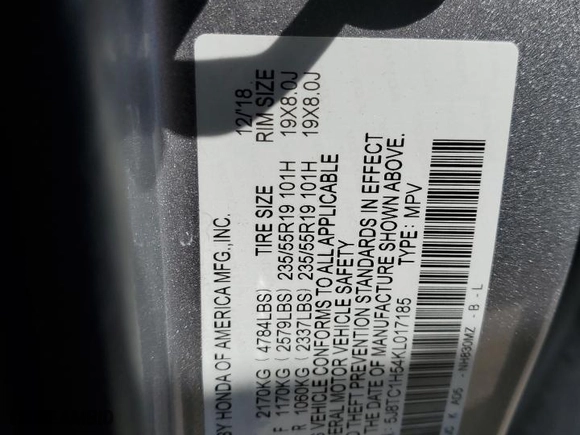 BY HONDA OF AMERICA MFG.,INC. 12/'18
2170KG (4784LBS) TIRE SIZE RIM SIZE
F 1170KG (2579LBS) 235/55R19 101H 19X8.0J
R 1060KG (2337LBS) 235/55R19 101H 19X8.0J
VEHICLE CONFORMS TO ALL APPLICABLE
MOTOR VEHICLE SAFETY
THEFT PREVENTION STANDARDS IN EFFECT
DATE OF MANUFACTURE SHOWN ABOVE.
: 5J8TC1H54KL017185 TYPE: MPV
K A05 - NH830MZ - B - L